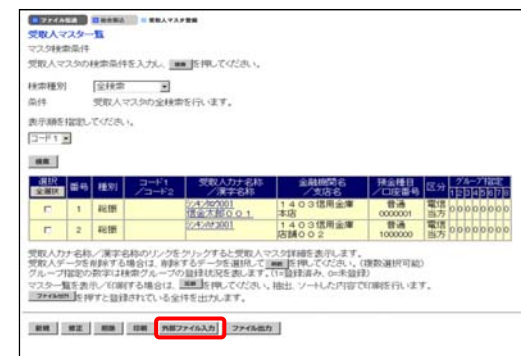 ファイル伝送 総合振込 受取人マスタ登録
受取人マスター覧
マスタ検索条件
受取人マスタの検索条件を入力し、 検索 を押してください。
検索種別 全検索
条件 受取人マスタの全検索を行います。
表示順を指定してください。
コード1
検索
選択 全選択 番号 種別 コード1／コード2 受取人カナ名称／漢字名称 金融機関名／支店名 預金種目／口座番号 区分 グループ指定 1 2 3 4 5 6 7 8
1 総振 信金太郎００１ １４０３信用金庫 本店 普通 0000001 電信 当方 0 0 0 0 0 0 0 0
2 総振 １４０３信用金庫 店舗００２ 普通 1000000 電信 当方 0 0 0 0 0 0 0 0
受取人カナ名称／漢字名称のリンクをクリックすると受取人マスタ詳細を表示します。
受取人データを削除する場合は、削除するデータを選択して 削除 を押してください。（複数選択可能）
グループ指定の数字は検索グループの登録状況を表します。（1=登録済み、0=未登録）
マスター覧を表示／印刷する場合は、 印刷 を押してください。抽出、ソートした内容で印刷を行います。
ファイル出力 を押すと登録されている全件を出力します。
新規 修正 削除 印刷 外部ファイル入力 ファイル出力